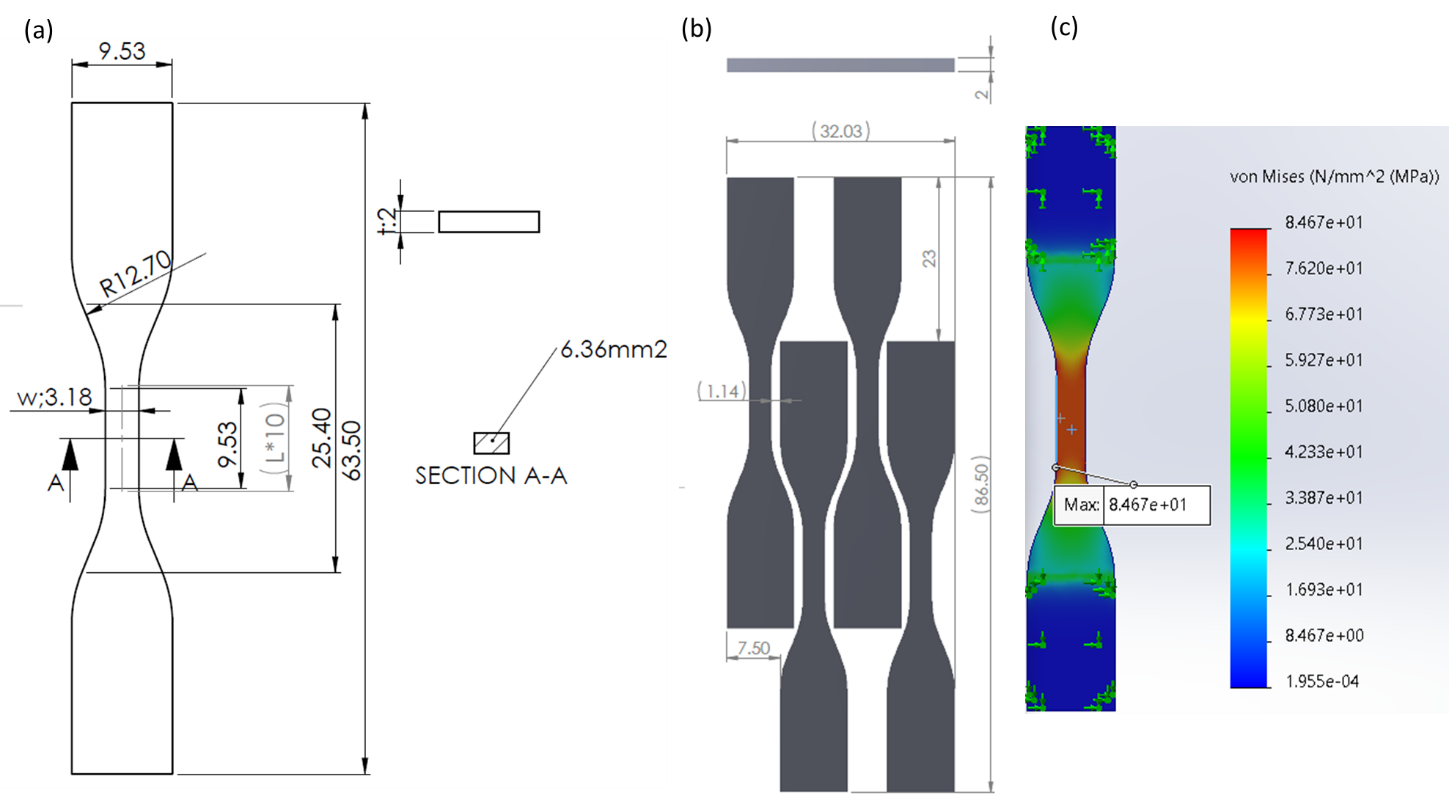 (a)
9.53
R12.70
w;3.18
A
A
9.53
(L*10)
25.40
63.50
t:2
6.36mm2
SECTION A-A
(b)
2
(32.03)
23
(1.14)
7.50
(86.50)
(c)
von Mises (N/mm^2 (MPa))
8.467e+01
7.620e+01
6.773e+01
5.927e+01
5.080e+01
4.233e+01
3.387e+01
2.540e+01
1.693e+01
8.467e+00
1.955e-04
Max: 8.467e+01